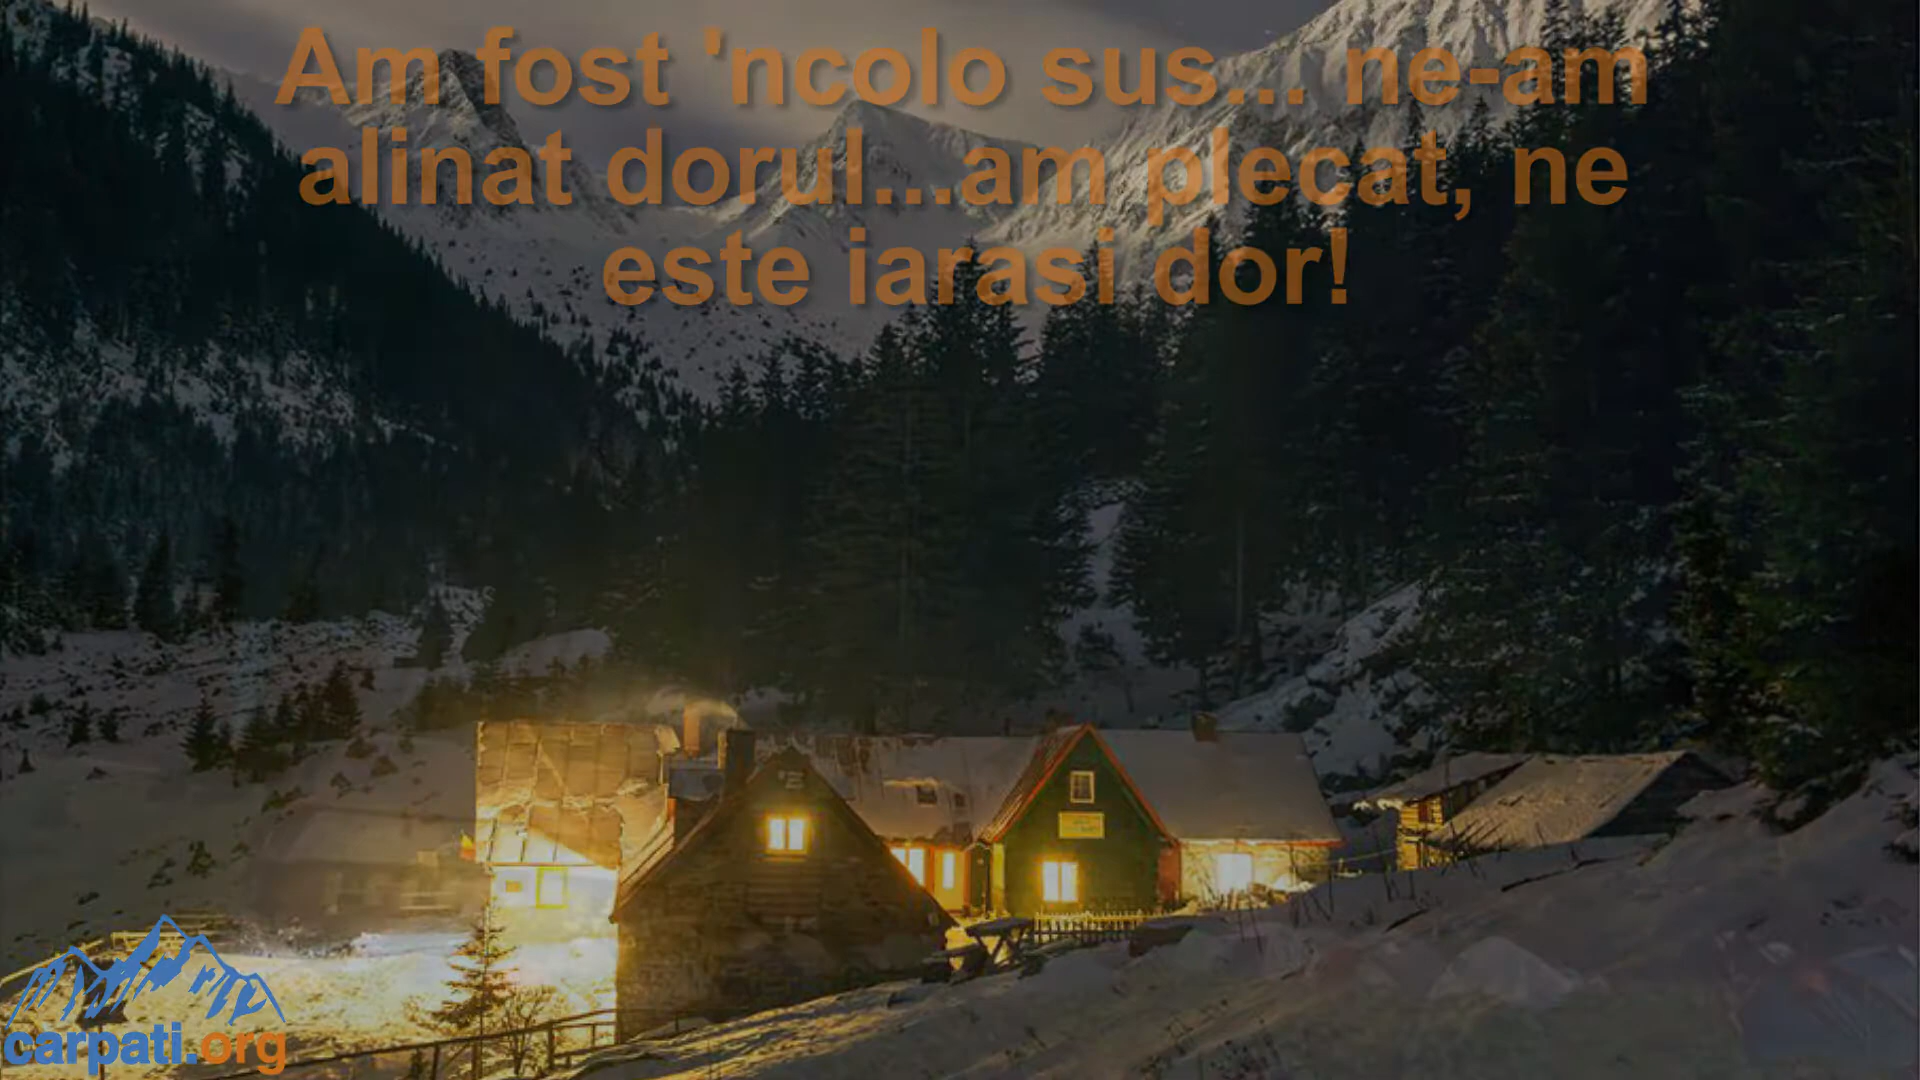 Am fost 'ncolo sus... ne-am
alinat dorul...am plecat, ne
este iarasi dor!
carpati.org